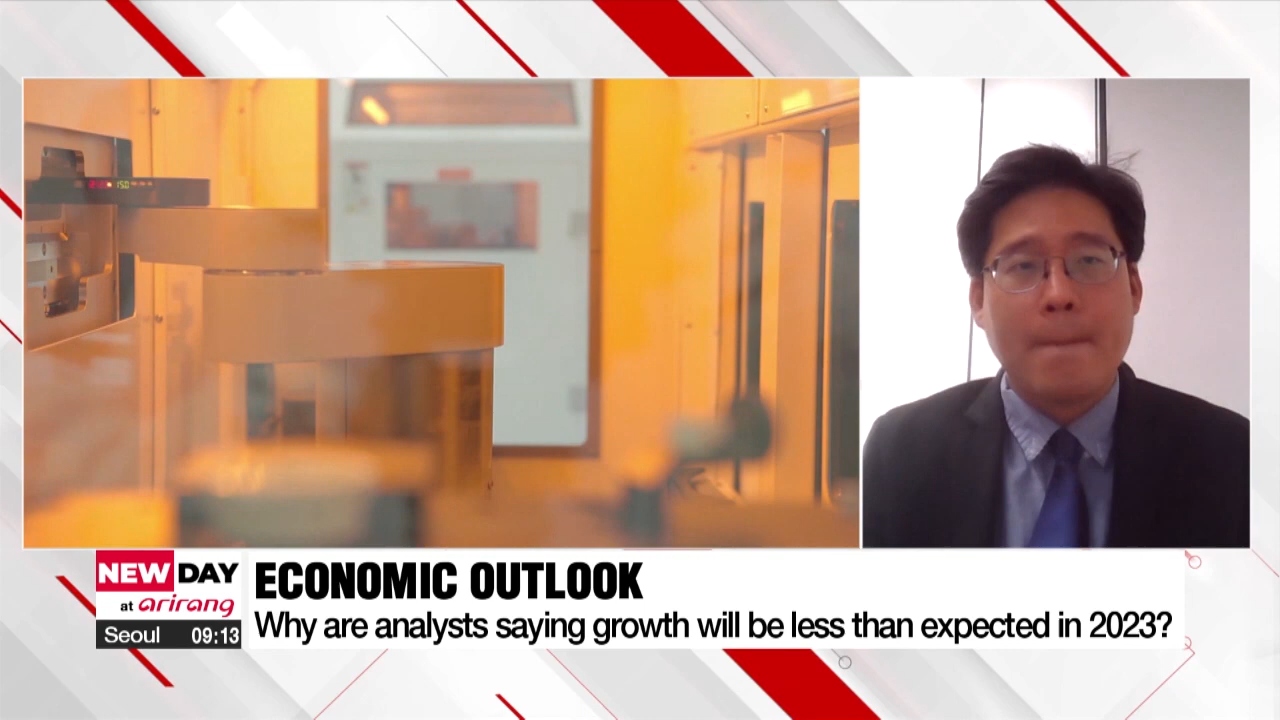 NEW DAY
at arirang
Seoul 09:13
ECONOMIC OUTLOOK
Why are analysts saying growth will be less than expected in 2023?